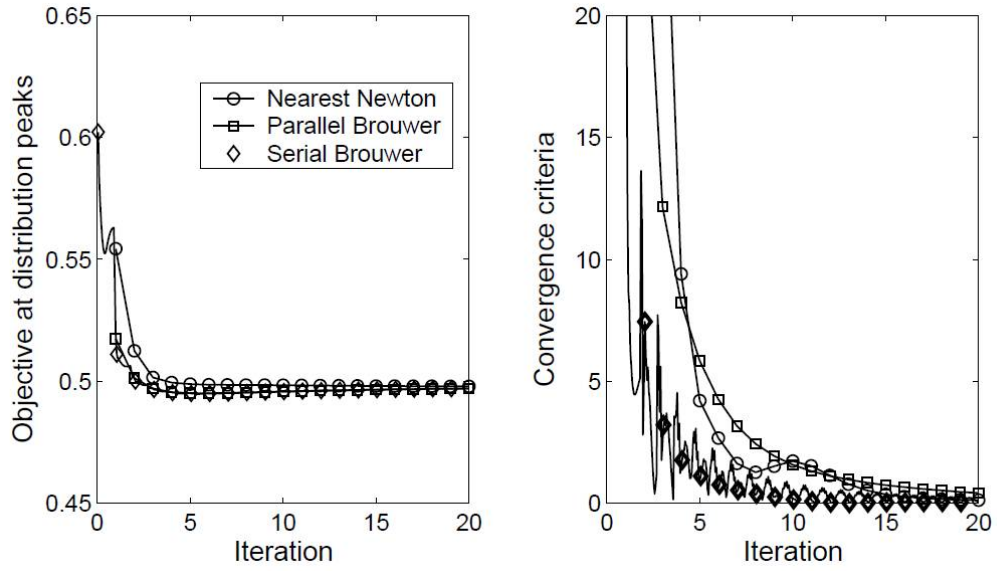 Objective at distribution peaks
0.65
0.6
0.55
0.5
0.45
Nearest Newton
Parallel Brouwer
Serial Brouwer
0
5
10
15
20
Iteration
Convergence criteria
20
15
10
5
0
0
5
10
15
20
Iteration